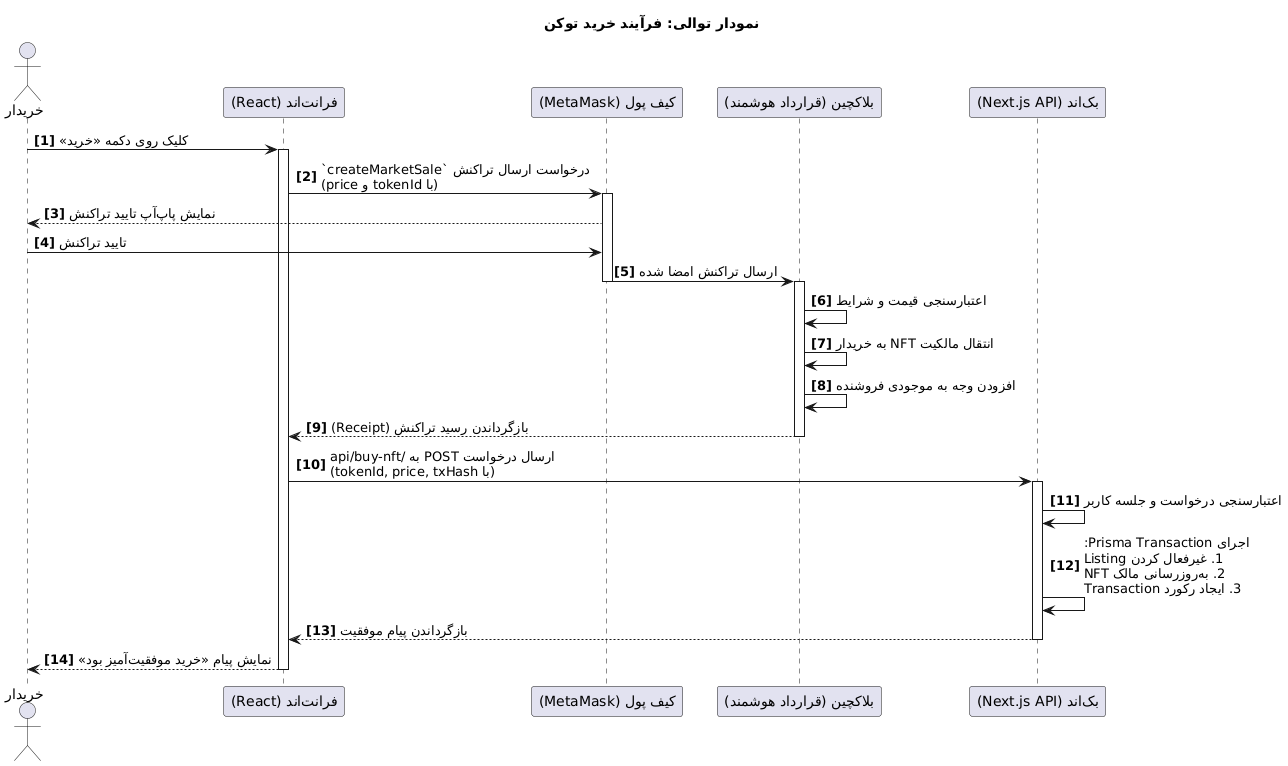 نمودار توالی: فرآیند خرید توکن
خریدار
فرانت‌اند (React)
کیف پول (MetaMask)
بلاکچین (قرارداد هوشمند)
بک‌اند (Next.js API)
[1] کلیک روی دکمه «خرید»
[2] درخواست ارسال تراکنش `createMarketSale`
(با tokenId و price)
[3] نمایش پاپ‌آپ تایید تراکنش
[4] تایید تراکنش
[5] ارسال تراکنش امضا شده
[6] اعتبارسنجی قیمت و شرایط
[7] انتقال مالکیت NFT به خریدار
[8] افزودن وجه به موجودی فروشنده
[9] بازگرداندن رسید تراکنش (Receipt)
[10] ارسال درخواست POST به /api/buy-nft
(با tokenId, price, txHash)
[11] اعتبارسنجی درخواست و جلسه کاربر
[12] اجرای Prisma Transaction:
1. غیرفعال کردن Listing
2. به‌روزرسانی مالک NFT
3. ایجاد رکورد Transaction
[13] بازگرداندن پیام موفقیت
[14] نمایش پیام «خرید موفقیت‌آمیز بود»
خریدار
فرانت‌اند (React)
کیف پول (MetaMask)
بلاکچین (قرارداد هوشمند)
بک‌اند (Next.js API)